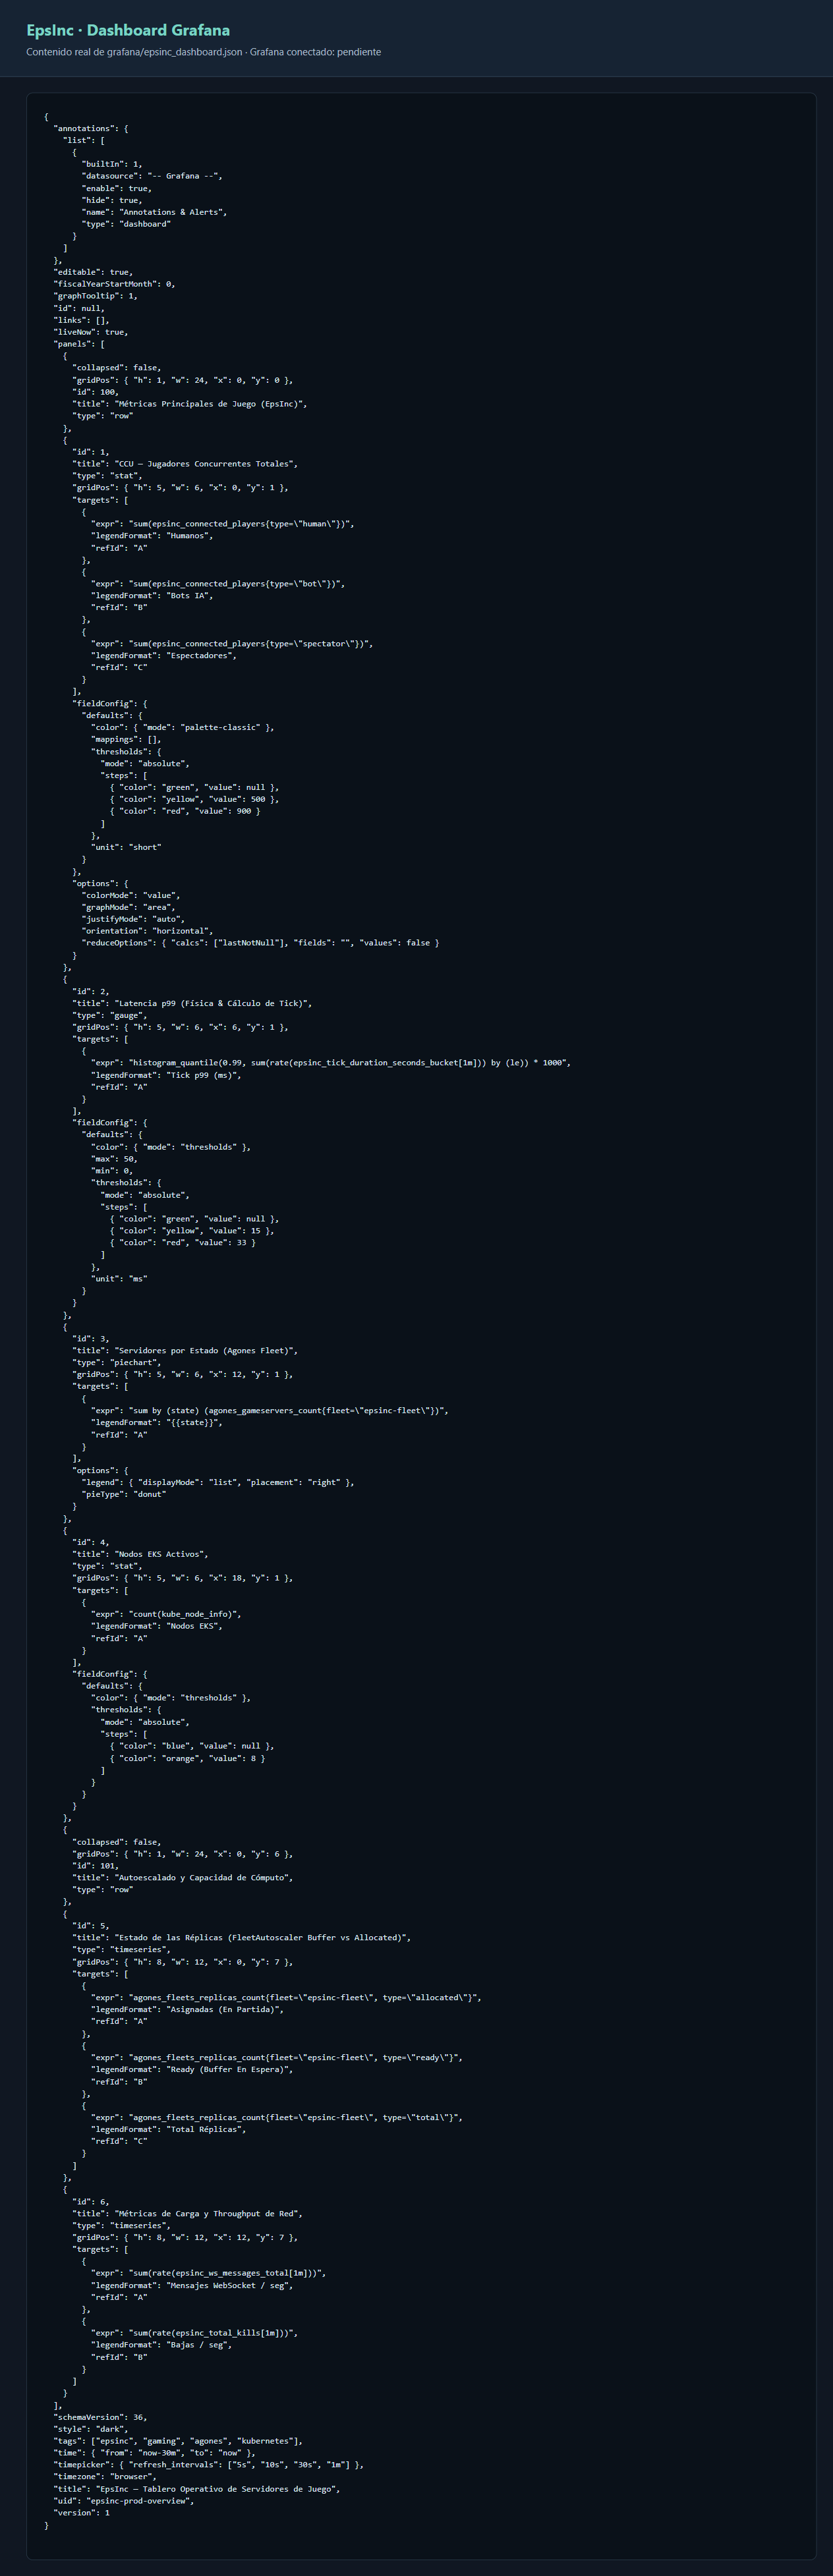 EpsInc · Dashboard Grafana
Contenido real de grafana/epsinc_dashboard.json · Grafana conectado: pendiente
{
  "annotations": {
    "list": [
      {
        "builtIn": 1,
        "datasource": "-- Grafana --",
        "enable": true,
        "hide": true,
        "name": "Annotations & Alerts",
        "type": "dashboard"
      }
    ]
  },
  "editable": true,
  "fiscalYearStartMonth": 0,
  "graphTooltip": 1,
  "id": null,
  "links": [],
  "liveNow": true,
  "panels": [
    {
      "collapsed": false,
      "gridPos": { "h": 1, "w": 24, "x": 0, "y": 0 },
      "id": 100,
      "title": "Métricas Principales de Juego (EpsInc)",
      "type": "row"
    },
    {
      "id": 1,
      "title": "CCU — Jugadores Concurrentes Totales",
      "type": "stat",
      "gridPos": { "h": 5, "w": 6, "x": 0, "y": 1 },
      "targets": [
        {
          "expr": "sum(epsinc_connected_players{type=\"human\"})",
          "legendFormat": "Humanos",
          "refId": "A"
        },
        {
          "expr": "sum(epsinc_connected_players{type=\"bot\"})",
          "legendFormat": "Bots IA",
          "refId": "B"
        },
        {
          "expr": "sum(epsinc_connected_players{type=\"spectator\"})",
          "legendFormat": "Espectadores",
          "refId": "C"
        }
      ],
      "fieldConfig": {
        "defaults": {
          "color": { "mode": "palette-classic" },
          "mappings": [],
          "thresholds": {
            "mode": "absolute",
            "steps": [
              { "color": "green", "value": null },
              { "color": "yellow", "value": 500 },
              { "color": "red", "value": 900 }
            ]
          },
          "unit": "short"
        }
      },
      "options": {
        "colorMode": "value",
        "graphMode": "area",
        "justifyMode": "auto",
        "orientation": "horizontal",
        "reduceOptions": { "calcs": ["lastNotNull"], "fields": "", "values": false }
      }
    },
    {
      "id": 2,
      "title": "Latencia p99 (Física & Cálculo de Tick)",
      "type": "gauge",
      "gridPos": { "h": 5, "w": 6, "x": 6, "y": 1 },
      "targets": [
        {
          "expr": "histogram_quantile(0.99, sum(rate(epsinc_tick_duration_seconds_bucket[1m])) by (le)) * 1000",
          "legendFormat": "Tick p99 (ms)",
          "refId": "A"
        }
      ],
      "fieldConfig": {
        "defaults": {
          "color": { "mode": "thresholds" },
          "max": 50,
          "min": 0,
          "thresholds": {
            "mode": "absolute",
            "steps": [
              { "color": "green", "value": null },
              { "color": "yellow", "value": 15 },
              { "color": "red", "value": 33 }
            ]
          },
          "unit": "ms"
        }
      }
    },
    {
      "id": 3,
      "title": "Servidores por Estado (Agones Fleet)",
      "type": "piechart",
      "gridPos": { "h": 5, "w": 6, "x": 12, "y": 1 },
      "targets": [
        {
          "expr": "sum by (state) (agones_gameservers_count{fleet=\"epsinc-fleet\"})",
          "legendFormat": "{{state}}",
          "refId": "A"
        }
      ],
      "options": {
        "legend": { "displayMode": "list", "placement": "right" },
        "pieType": "donut"
      }
    },
    {
      "id": 4,
      "title": "Nodos EKS Activos",
      "type": "stat",
      "gridPos": { "h": 5, "w": 6, "x": 18, "y": 1 },
      "targets": [
        {
          "expr": "count(kube_node_info)",
          "legendFormat": "Nodos EKS",
          "refId": "A"
        }
      ],
      "fieldConfig": {
        "defaults": {
          "color": { "mode": "thresholds" },
          "thresholds": {
            "mode": "absolute",
            "steps": [
              { "color": "blue", "value": null },
              { "color": "orange", "value": 8 }
            ]
          }
        }
      }
    },
    {
      "collapsed": false,
      "gridPos": { "h": 1, "w": 24, "x": 0, "y": 6 },
      "id": 101,
      "title": "Autoescalado y Capacidad de Cómputo",
      "type": "row"
    },
    {
      "id": 5,
      "title": "Estado de las Réplicas (FleetAutoscaler Buffer vs Allocated)",
      "type": "timeseries",
      "gridPos": { "h": 8, "w": 12, "x": 0, "y": 7 },
      "targets": [
        {
          "expr": "agones_fleets_replicas_count{fleet=\"epsinc-fleet\", type=\"allocated\"}",
          "legendFormat": "Asignadas (En Partida)",
          "refId": "A"
        },
        {
          "expr": "agones_fleets_replicas_count{fleet=\"epsinc-fleet\", type=\"ready\"}",
          "legendFormat": "Ready (Buffer En Espera)",
          "refId": "B"
        },
        {
          "expr": "agones_fleets_replicas_count{fleet=\"epsinc-fleet\", type=\"total\"}",
          "legendFormat": "Total Réplicas",
          "refId": "C"
        }
      ]
    },
    {
      "id": 6,
      "title": "Métricas de Carga y Throughput de Red",
      "type": "timeseries",
      "gridPos": { "h": 8, "w": 12, "x": 12, "y": 7 },
      "targets": [
        {
          "expr": "sum(rate(epsinc_ws_messages_total[1m]))",
          "legendFormat": "Mensajes WebSocket / seg",
          "refId": "A"
        },
        {
          "expr": "sum(rate(epsinc_total_kills[1m]))",
          "legendFormat": "Bajas / seg",
          "refId": "B"
        }
      ]
    }
  ],
  "schemaVersion": 36,
  "style": "dark",
  "tags": ["epsinc", "gaming", "agones", "kubernetes"],
  "time": { "from": "now-30m", "to": "now" },
  "timepicker": { "refresh_intervals": ["5s", "10s", "30s", "1m"] },
  "timezone": "browser",
  "title": "EpsInc — Tablero Operativo de Servidores de Juego",
  "uid": "epsinc-prod-overview",
  "version": 1
}